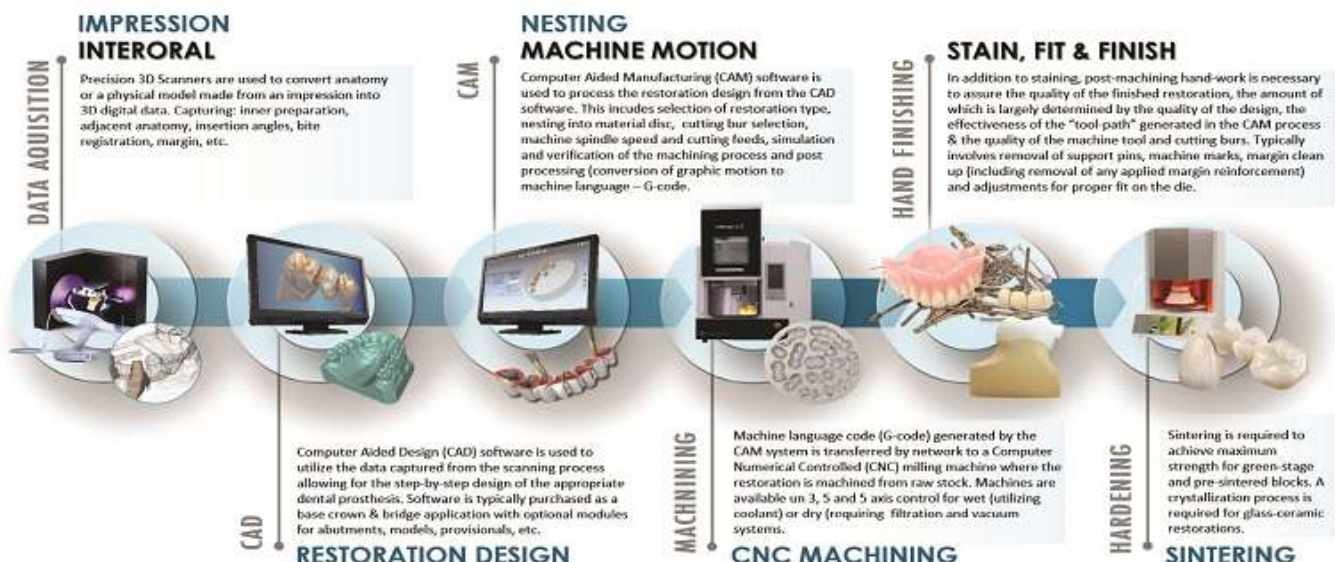 IMPRESSION
INTERORAL
DATA AQUISITION
Precision 3D Scanners are used to convert anatomy
or a physical model made from an impression into
3D digital data. Capturing: inner preparation,
adjacent anatomy, insertion angles, bite
registration, margin, etc.
NESTING
MACHINE MOTION
CAM
Computer Aided Manufacturing (CAM) software is
used to process the restoration design from the CAD
software. This incudes selection of restoration type,
nesting into material disc, cutting bur selection,
machine spindle speed and cutting feeds, simulation
and verification of the machining process and post
processing (conversion of graphic motion to
machine language – G-code.
STAIN, FIT & FINISH
HAND FINISHING
In addition to staining, post-machining hand-work is necessary
to assure the quality of the finished restoration, the amount of
which is largely determined by the quality of the design, the
effectiveness of the "tool-path" generated in the CAM process
& the quality of the machine tool and cutting burs. Typically
involves removal of support pins, machine marks, margin clean
up (including removal of any applied margin reinforcement)
and adjustments for proper fit on the die.
CAD
Computer Aided Design (CAD) software is used to
utilize the data captured from the scanning process
allowing for the step-by-step design of the appropriate
dental prosthesis. Software is typically purchased as a
base crown & bridge application with optional modules
for abutments, models, provisionals, etc.
RESTORATION DESIGN
MACHINING
Machine language code (G-code) generated by the
CAM system is transferred by network to a Computer
Numerical Controlled (CNC) milling machine where the
restoration is machined from raw stock. Machines are
available un 3, 5 and 5 axis control for wet (utilizing
coolant) or dry (requiring filtration and vacuum
systems.
CNC MACHINING
HARDENING
Sintering is required to
achieve maximum
strength for green-stage
and pre-sintered blocks. A
crystallization process is
required for glass-ceramic
restorations.
SINTERING